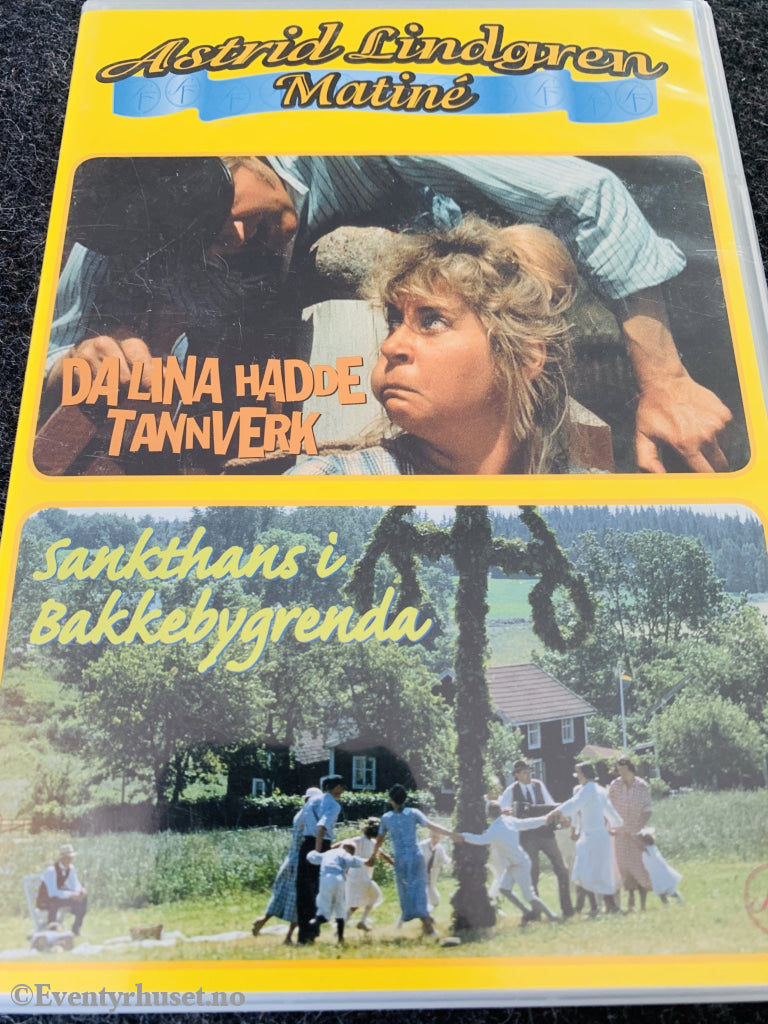 Astrid Lindgren
Matiné
DA LINA HADDE
TANNVERK
Sankthans i
Bakkebygrenda
©Eventyrhuset.no